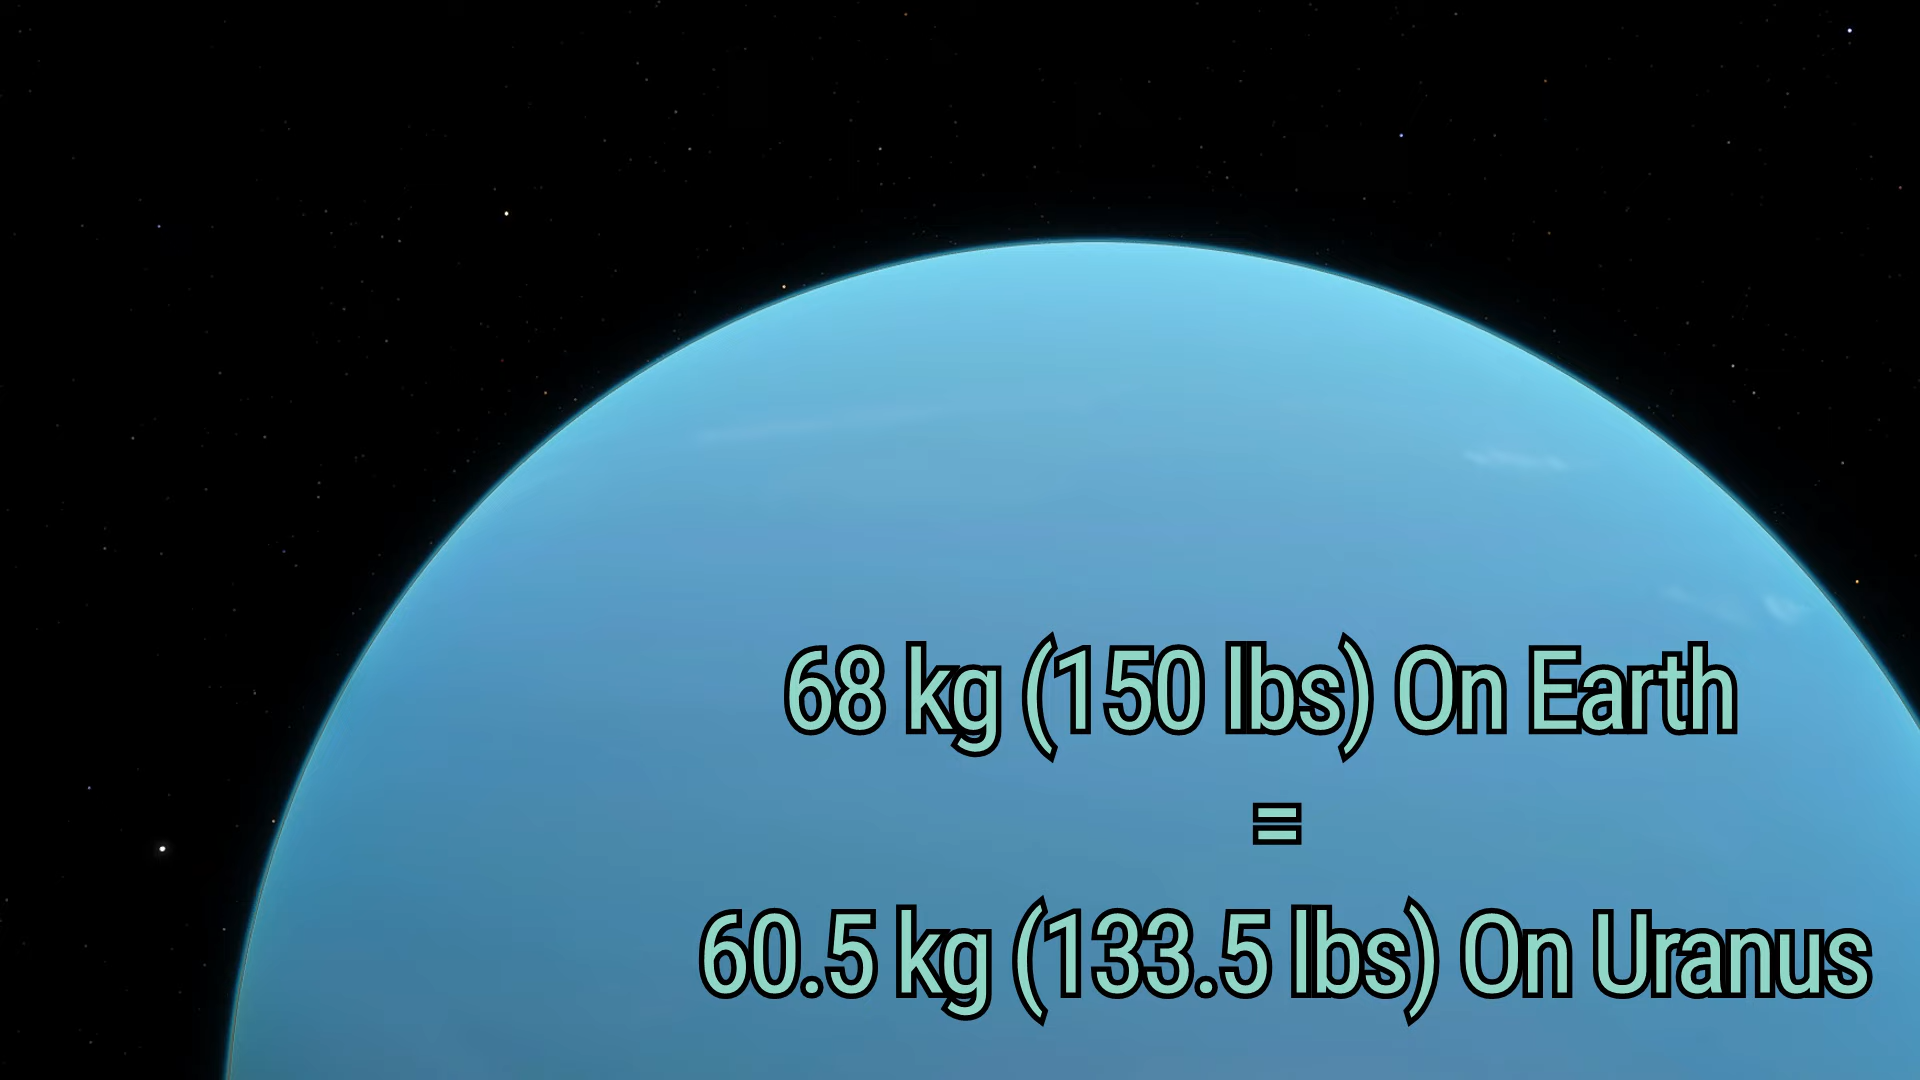 68 kg (150 lbs) On Earth
=
60.5 kg (133.5 lbs) On Uranus